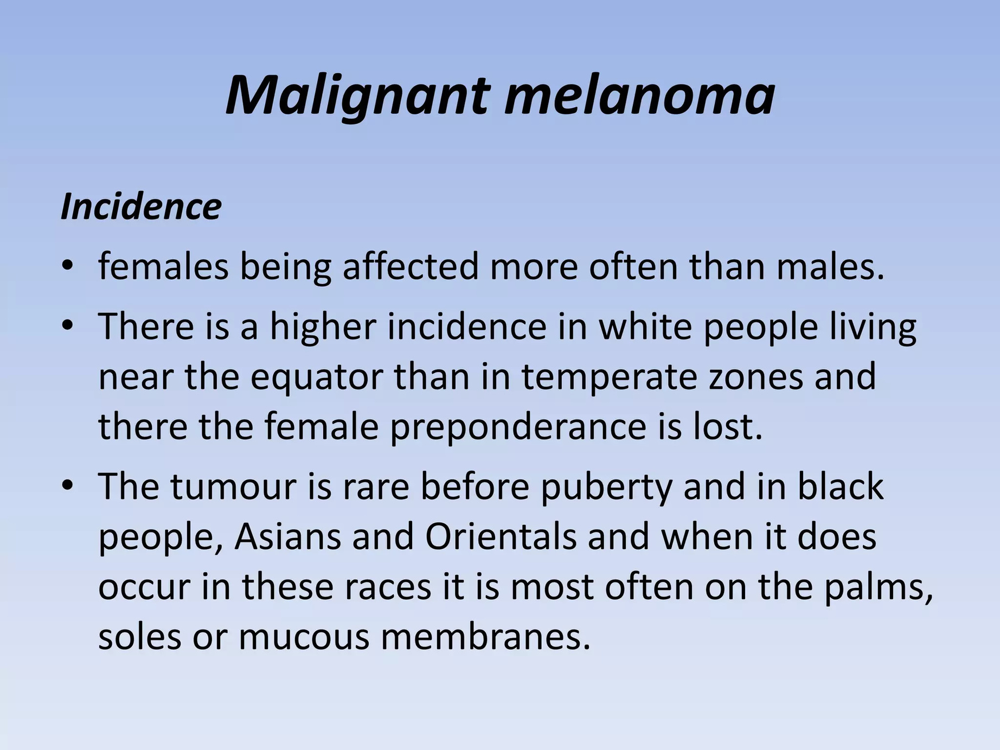 Malignant melanoma
Incidence
• females being affected more often than males.
• There is a higher incidence in white people living
near the equator than in temperate zones and
there the female preponderance is lost.
• The tumour is rare before puberty and in black
people, Asians and Orientals and when it does
occur in these races it is most often on the palms,
soles or mucous membranes.